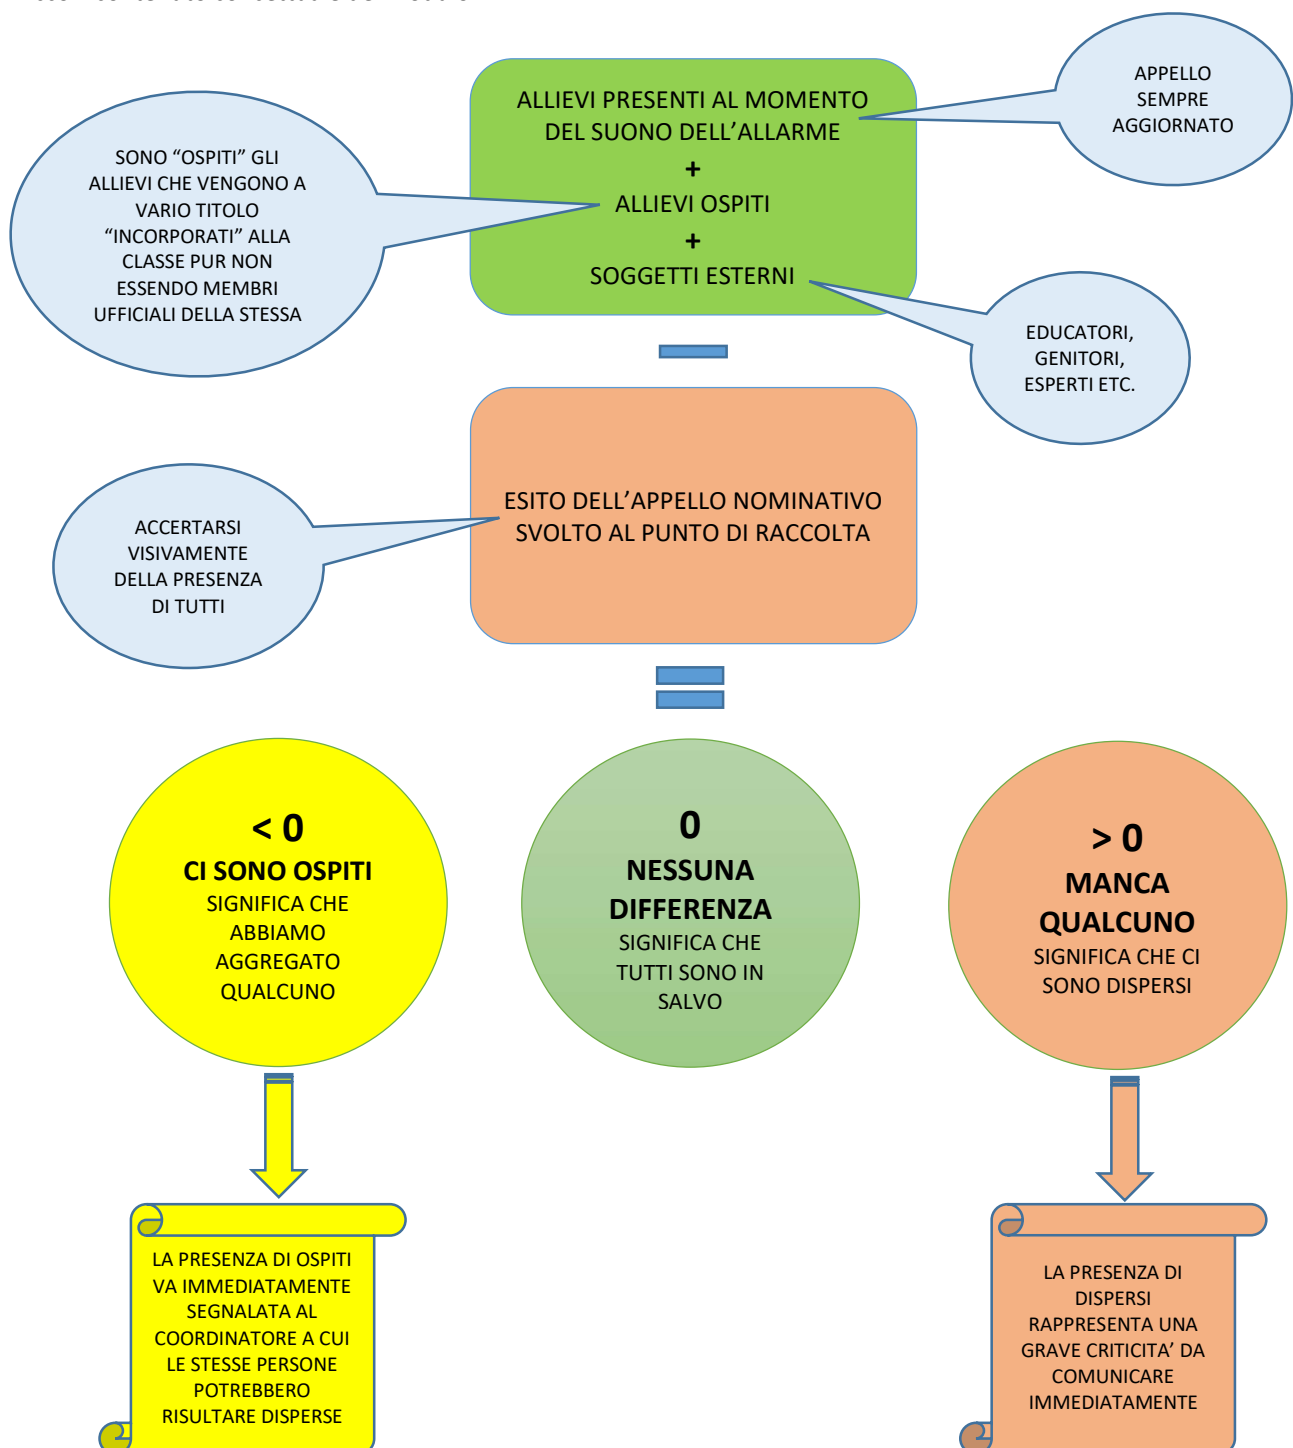 ALLIEVI PRESENTI AL MOMENTO
DEL SUONO DELL’ALLARME
+
ALLIEVI OSPITI
+
SOGGETTI ESTERNI
APPELLO
SEMPRE
AGGIORNATO
SONO “OSPITI” GLI
ALLIEVI CHE VENGONO A
VARIO TITOLO
“INCORPORATI” ALLA
CLASSE PUR NON
ESSENDO MEMBRI
UFFICIALI DELLA STESSA
EDUCATORI,
GENITORI,
ESPERTI ETC.
ESITO DELL’APPELLO NOMINATIVO
SVOLTO AL PUNTO DI RACCOLTA
ACCERTARSI
VISIVAMENTE
DELLA PRESENZA
DI TUTTI
< 0
CI SONO OSPITI
SIGNIFICA CHE
ABBIAMO
AGGREGATO
QUALCUNO
0
NESSUNA
DIFFERENZA
SIGNIFICA CHE
TUTTI SONO IN
SALVO
> 0
MANCA
QUALCUNO
SIGNIFICA CHE CI
SONO DISPERSI
LA PRESENZA DI OSPITI
VA IMMEDIATAMENTE
SEGNALATA AL
COORDINATORE A CUI
LE STESSE PERSONE
POTREBBERO
RISULTARE DISPERSE
LA PRESENZA DI
DISPERSI
RAPPRESENTA UNA
GRAVE CRITICITA’ DA
COMUNICARE
IMMEDIATAMENTE